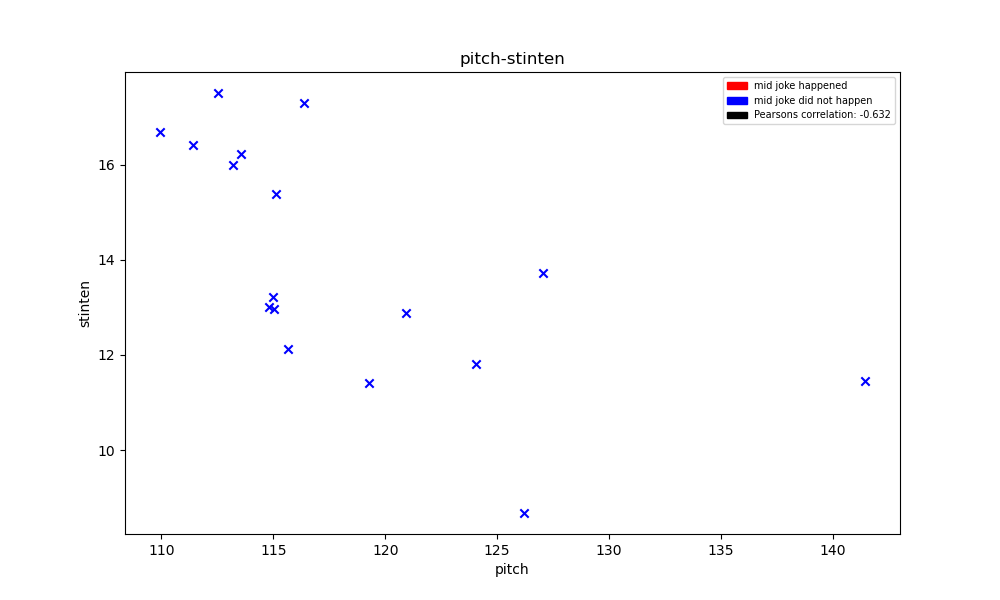 pitch-stinten
mid joke happened
mid joke did not happen
Pearsons correlation: -0.632
stinten
16
14
12
10
110 115 120 125 130 135 140
pitch